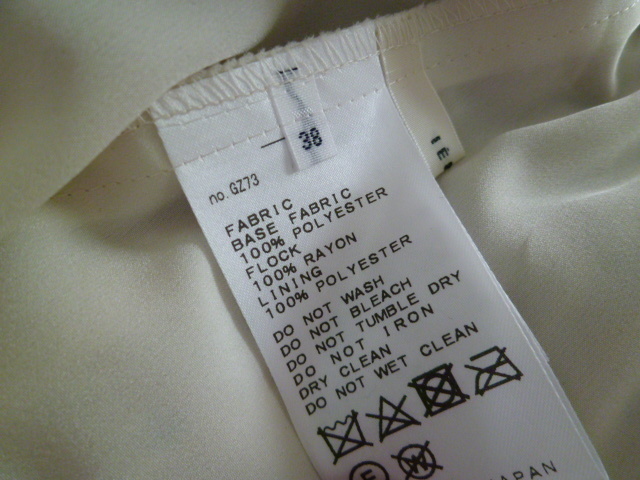 38
no.GZ73
FABRIC
BASE FABRIC
100% POLYESTER
FLOCK
100% RAYON
LINING
100% POLYESTER
DO NOT WASH
DO NOT BLEACH
DO NOT TUMBLE DRY
DO NOT IRON
DRY CLEAN
DO NOT WET CLEAN
F W
JAPAN